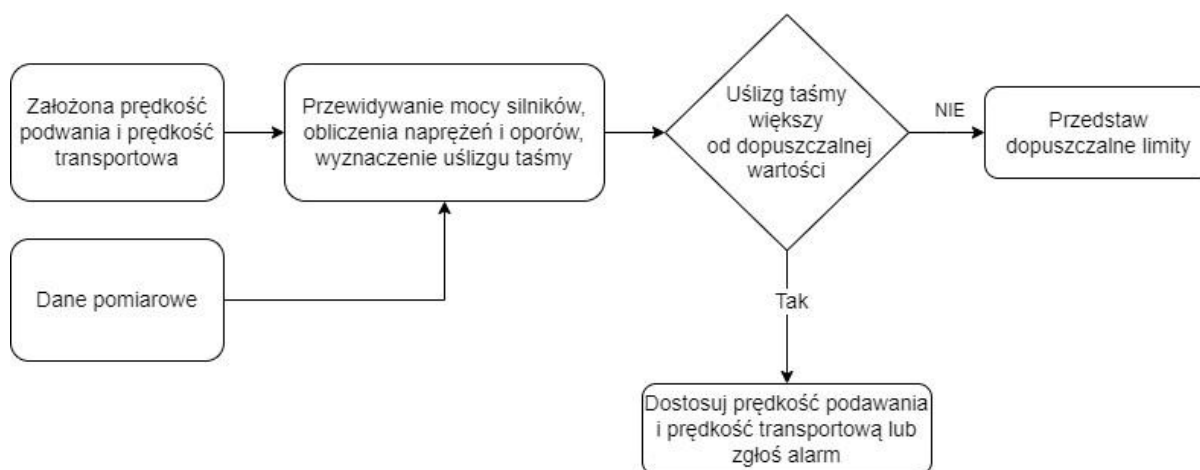 Założona prędkość
podwania i prędkość
transportowa
Przewidywanie mocy silników,
obliczenia naprężeń i oporów,
wyznaczenie uślizgu taśmy
Uślizg taśmy
większy
od dopuszczalnej
wartości
NIE
Przedstaw
dopuszczalne limity
Dane pomiarowe
Tak
Dostosuj prędkość podawania
i prędkość transportową lub
zgłoś alarm